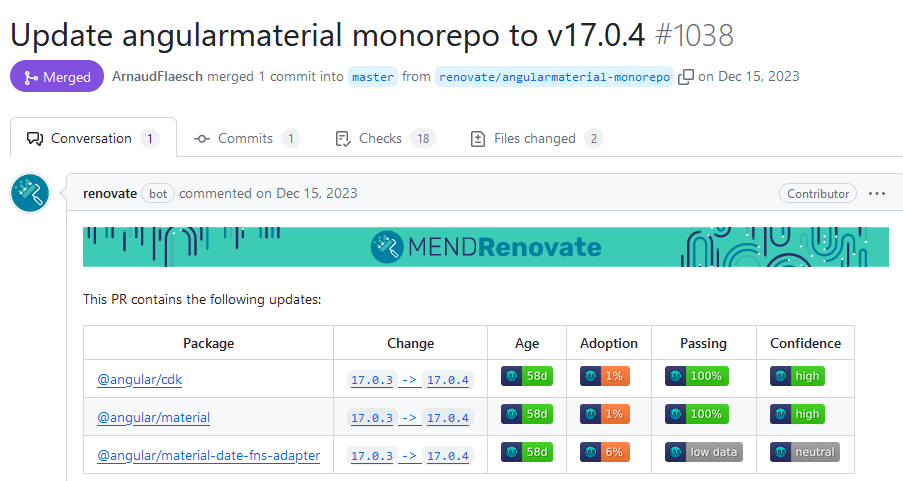 Update angularmaterial monorepo to v17.0.4 #1038
Merged ArnaudFlaesch merged 1 commit into master from renovate/angularmaterial-monorepo on Dec 15, 2023
Conversation 1 Commits 1 Checks 18 Files changed 2
renovate bot commented on Dec 15, 2023 Contributor
MENDRenovate
This PR contains the following updates:
Package Change Age Adoption Passing Confidence
@angular/cdk 17.0.3 -> 17.0.4 58d 1% 100% high
@angular/material 17.0.3 -> 17.0.4 58d 1% 100% high
@angular/material-date-fns-adapter 17.0.3 -> 17.0.4 58d 6% low data neutral